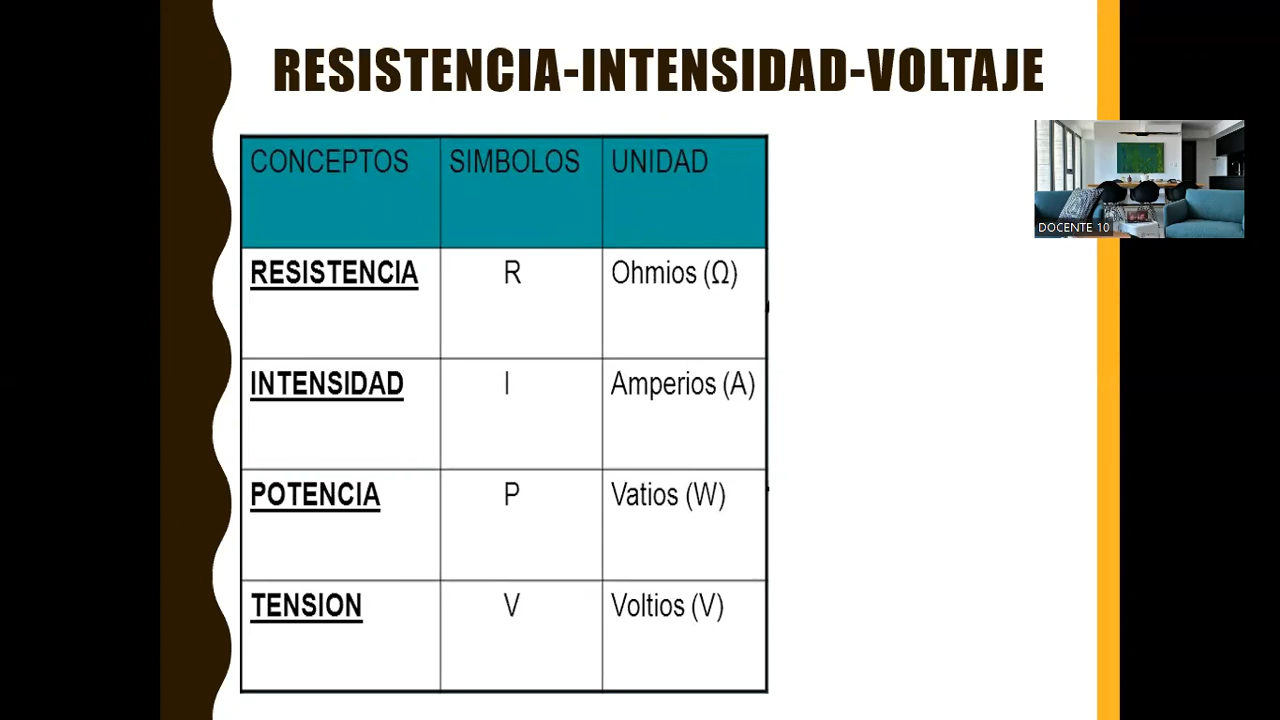 RESISTENCIA-INTENSIDAD-VOLTAJE
CONCEPTOS SIMBOLOS UNIDAD
RESISTENCIA R Ohmios (Ω)
INTENSIDAD I Amperios (A)
POTENCIA P Vatios (W)
TENSION V Voltios (V)
DOCENTE 10